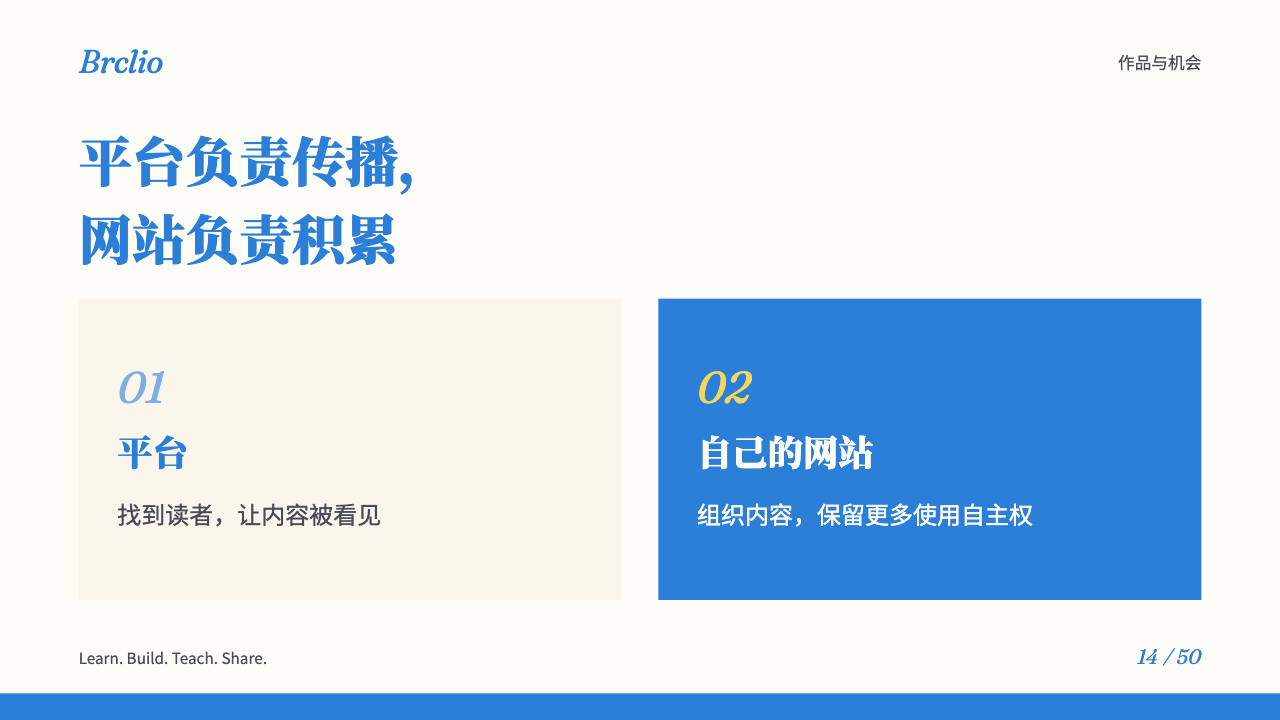 Brclio
作品与机会
平台负责传播,
网站负责积累
01
平台
找到读者，让内容被看见
02
自己的网站
组织内容，保留更多使用自主权
Learn. Build. Teach. Share.
14 / 50